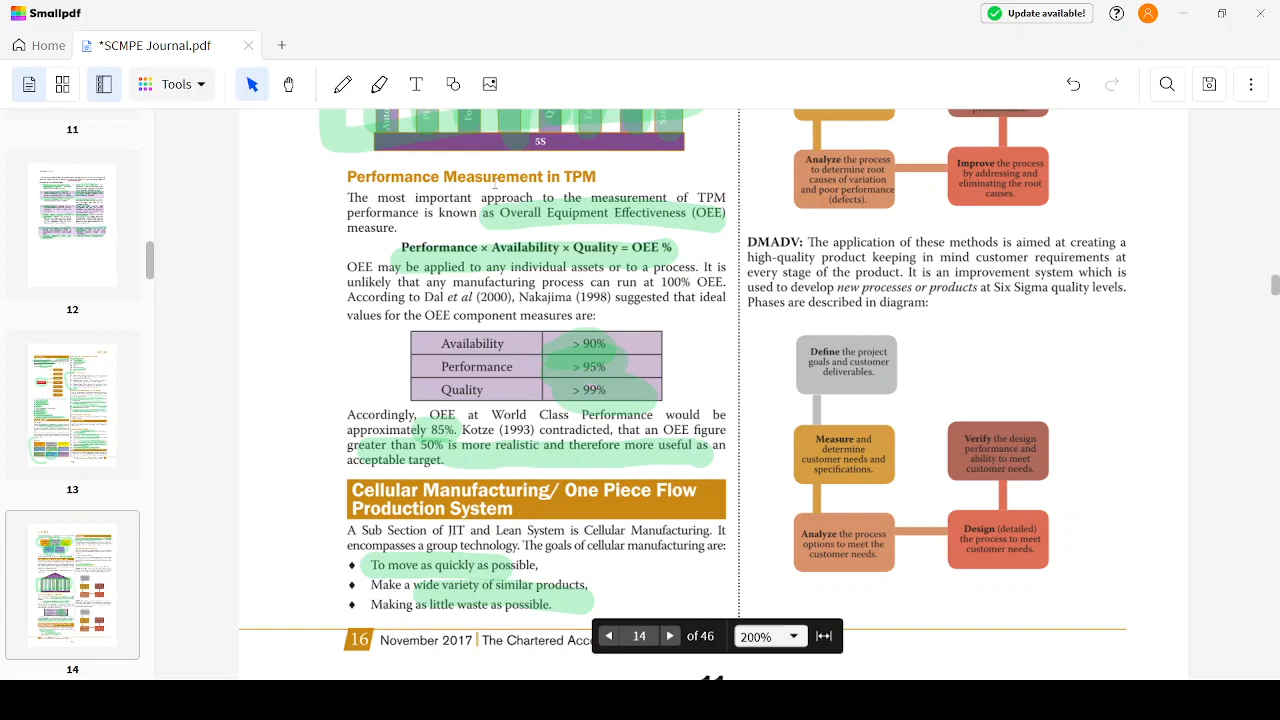 Smallpdf
Update available!
Home
*SCMPE Journal.pdf
Tools
11
12
13
14
5S
Performance Measurement in TPM
The most important approach to the measurement of TPM
performance is known as Overall Equipment Effectiveness (OEE)
measure.
Performance × Availability × Quality = OEE %
OEE may be applied to any individual assets or to a process. It is
unlikely that any manufacturing process can run at 100% OEE.
According to Dal et al (2000), Nakajima (1998) suggested that ideal
values for the OEE component measures are:
Availability > 90%
Performance > 95%
Quality > 99%
Accordingly, OEE at World Class Performance would be
approximately 85%. Kotze (1993) contradicted, that an OEE figure
greater than 50% is more realistic and therefore more useful as an
acceptable target.
Cellular Manufacturing/ One Piece Flow
Production System
A Sub Section of JIT and Lean System is Cellular Manufacturing. It
encompasses a group technology. The goals of cellular manufacturing are:
♦ To move as quickly as possible,
♦ Make a wide variety of similar products,
♦ Making as little waste as possible.
16 November 2017 | The Chartered
Analyze the process
to determine root
causes of variation
and poor performance
(defects).
Improve the process
by addressing and
eliminating the root
causes.
DMADV: The application of these methods is aimed at creating a
high-quality product keeping in mind customer requirements at
every stage of the product. It is an improvement system which is
used to develop new processes or products at Six Sigma quality levels.
Phases are described in diagram:
Define the project
goals and customer
deliverables.
Measure and
determine
customer needs and
specifications.
Analyze the process
options to meet the
customer needs.
Design (detailed)
the process to meet
customer needs.
Verify the design
performance and
ability to meet
customer needs.
14 of 46 200%